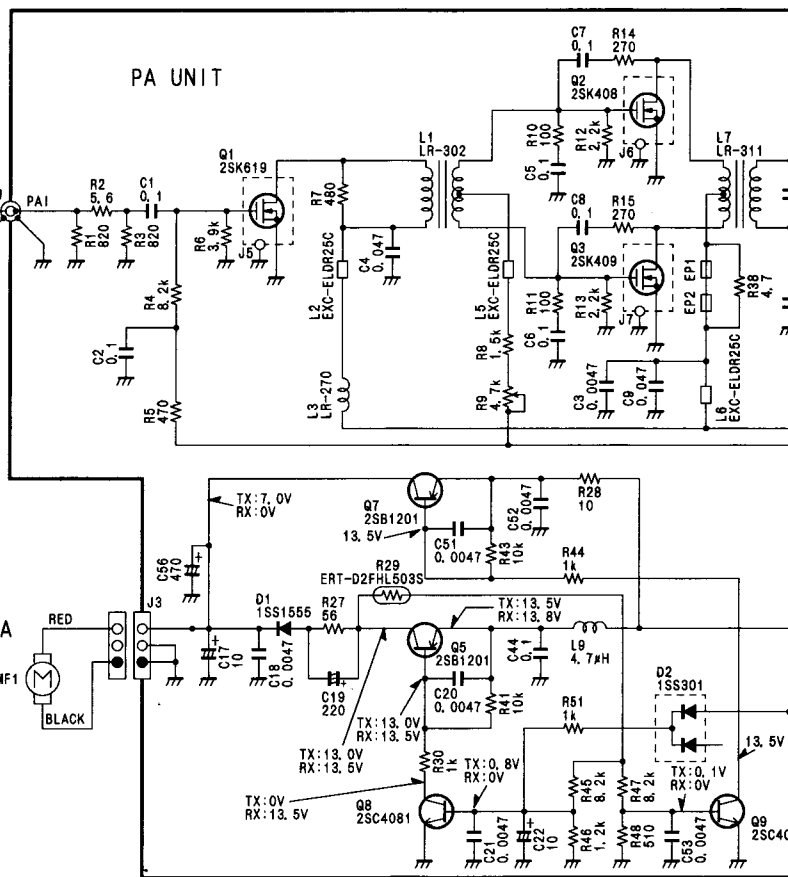 PA UNIT
PA1
R1
820
R2
5.6
R3
820
C1
0.1
R4
8.2k
C2
0.1
R5
470
R6
3.9k
J5
Q1
2SK619
R7
480
C4
0.047
L2
EXC-ELDR25C
L3
LR-270
L1
LR-302
L5
EXC-ELDR25C
R8
1.5k
R9
4.7k
C7
0.1
R14
270
Q2
2SK408
R10
100
C5
0.1
R12
2.2k
J6
C8
0.1
R15
270
Q3
2SK409
R11
100
C6
0.1
R13
2.2k
J7
L7
LR-311
EP1
EP2
R38
4.7
C3
0.0047
C9
0.047
L6
EXC-ELDR25C
TX:7.0V
RX:0V
Q7
2SB1201
13.5V
C51
0.0047
R43
10k
C52
0.0047
R28
10
R44
1k
C56
470
R29
ERT-D2FHL503S
J3
RED
BLACK
M
MF1
A
C17
10
C18
0.0047
D1
1SS1555
R27
56
C19
220
Q5
2SB1201
TX:13.5V
RX:13.8V
C20
0.0047
R41
10k
C44
0.1
L9
4.7μH
TX:13.0V
RX:13.5V
TX:13.0V
RX:13.5V
R30
1k
TX:0V
RX:13.5V
Q8
2SC4081
TX:0.8V
RX:0V
C21
0.0047
C22
10
R45
8.2k
R46
1.2k
R47
8.2k
R48
510
R51
1k
D2
1SS301
TX:0.1V
RX:0V
C53
0.0047
13.5V
Q9